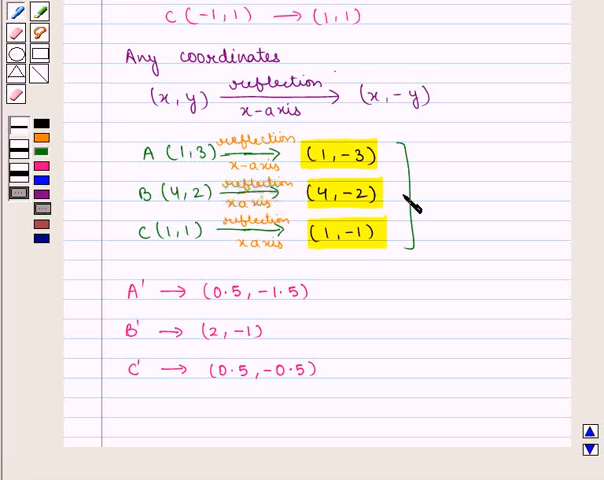 C (-1, 1) → (1, 1)
Any coordinates
(x, y) reflection x-axis → (x, -y)
A (1, 3) reflection x-axis → (1, -3)
B (4, 2) reflection x axis → (4, -2)
C (1, 1) reflection x axis → (1, -1)
A' → (0.5, -1.5)
B' → (2, -1)
C' → (0.5, -0.5)